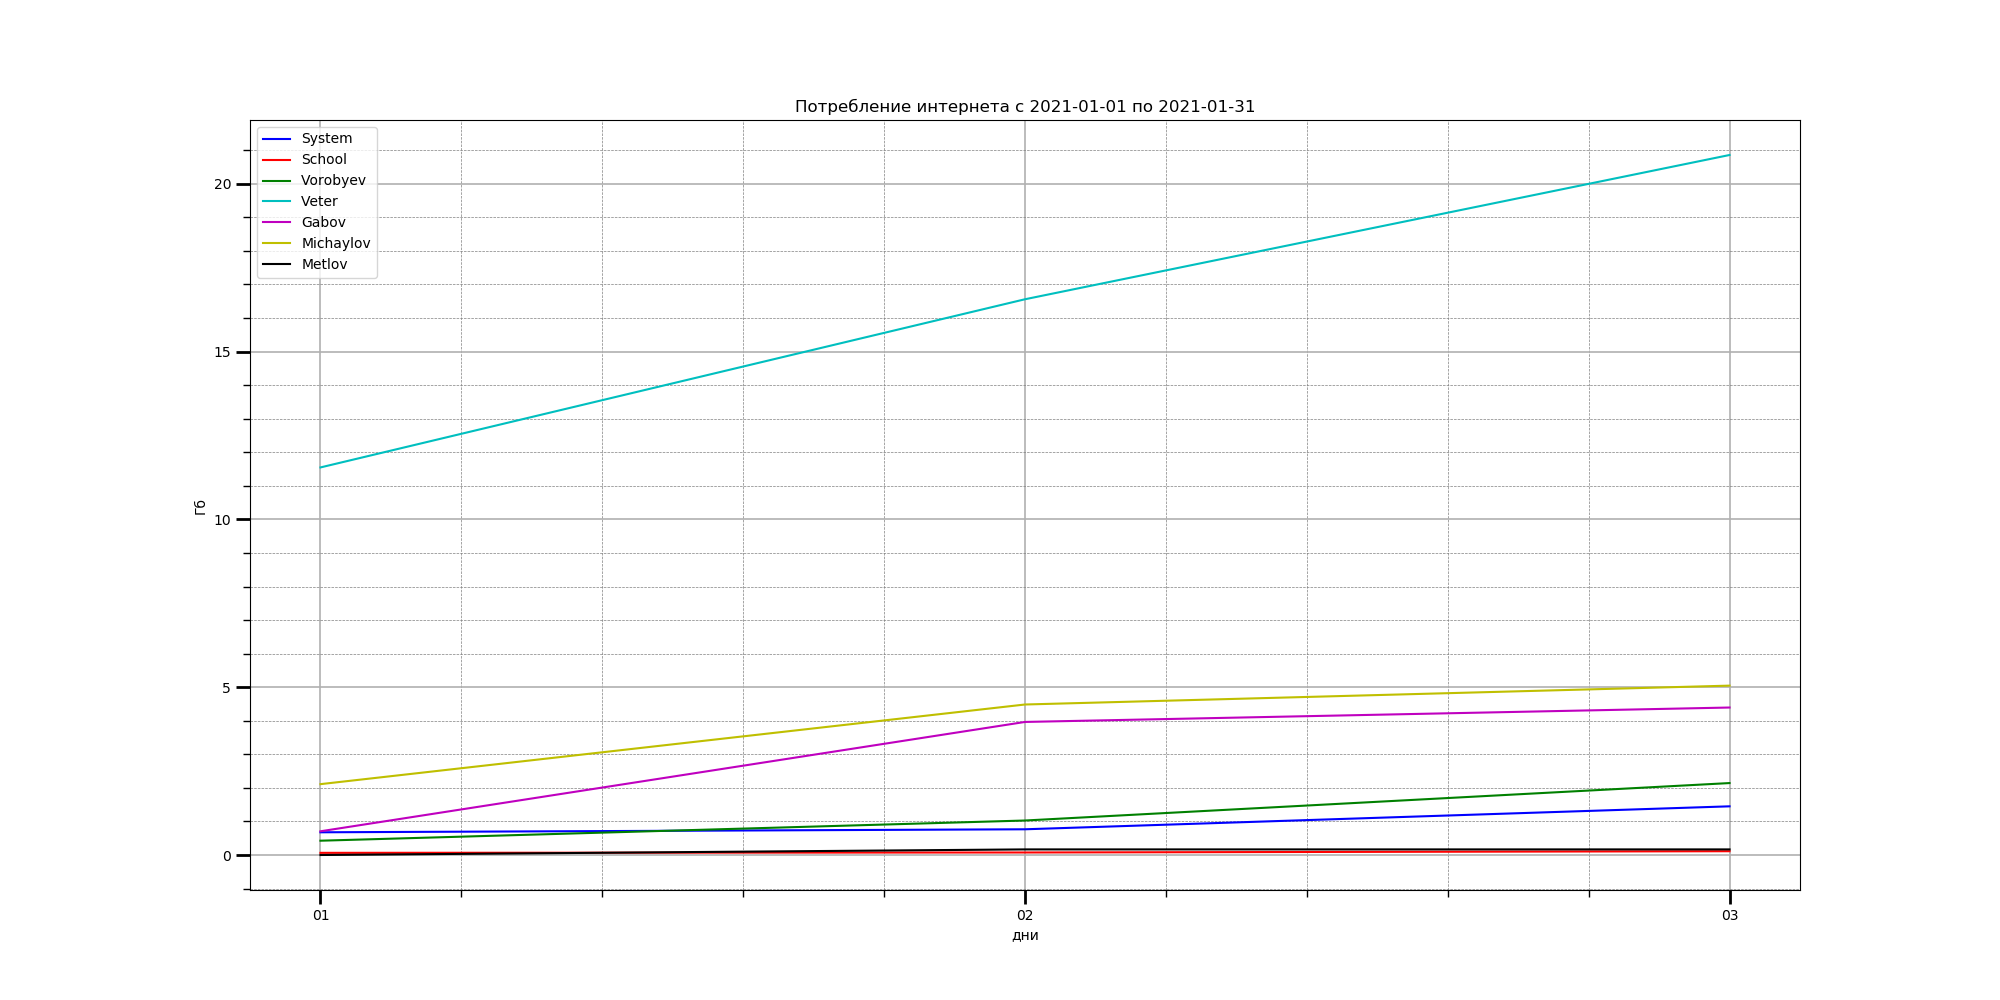 Потребление интернета с 2021-01-01 по 2021-01-31
System
School
Vorobyev
Veter
Gabov
Michaylov
Metlov
20
15
10
5
0
Гб
01
02
03
дни